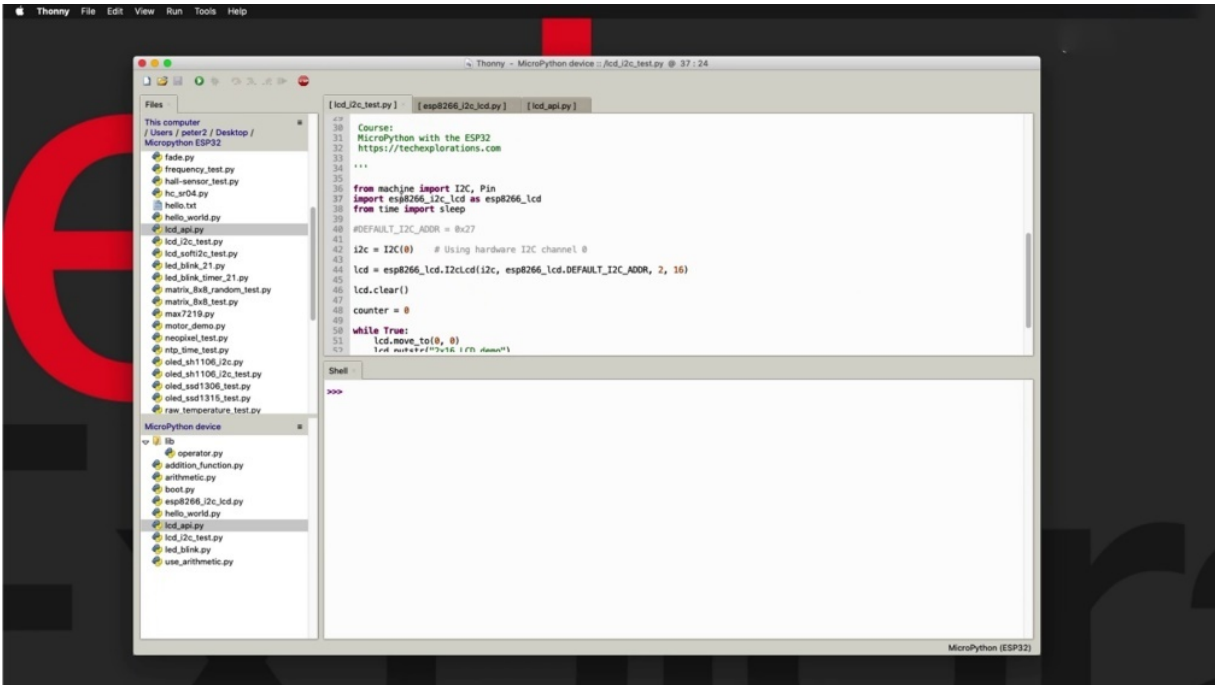 Thonny File Edit View Run Tools Help
Thonny - MicroPython device :: /lcd_i2c_test.py @ 37 : 24
Files
This computer
/ Users / peter2 / Desktop /
Micropython ESP32
fade.py
frequency_test.py
hall-sensor_test.py
hc_sr04.py
hello.txt
hello_world.py
lcd_api.py
lcd_i2c_test.py
lcd_softi2c_test.py
led_blink_21.py
led_blink_timer_21.py
matrix_8x8_random_test.py
matrix_8x8_test.py
max7219.py
motor_demo.py
neopixel_test.py
ntp_time_test.py
oled_sh1106_i2c.py
oled_sh1106_i2c_test.py
oled_ssd1306_test.py
oled_ssd1315_test.py
raw_temperature_test.py
MicroPython device
lib
operator.py
addition_function.py
arithmetic.py
boot.py
esp8266_i2c_lcd.py
hello_world.py
lcd_api.py
lcd_i2c_test.py
led_blink.py
use_arithmetic.py
[ lcd_i2c_test.py ] [ esp8266_i2c_lcd.py ] [ lcd_api.py ]
29
30 Course:
31 MicroPython with the ESP32
32 https://techexplorations.com
33
34 '''
35
36 from machine import I2C, Pin
37 import esp8266_i2c_lcd as esp8266_lcd
38 from time import sleep
39
40 #DEFAULT_I2C_ADDR = 0x27
41
42 i2c = I2C(0) # Using hardware I2C channel 0
43
44 lcd = esp8266_lcd.I2cLcd(i2c, esp8266_lcd.DEFAULT_I2C_ADDR, 2, 16)
45
46 lcd.clear()
47
48 counter = 0
49
50 while True:
51 lcd.move_to(0, 0)
52 lcd.putstr("2x16 LCD demo")
Shell
>>>
MicroPython (ESP32)